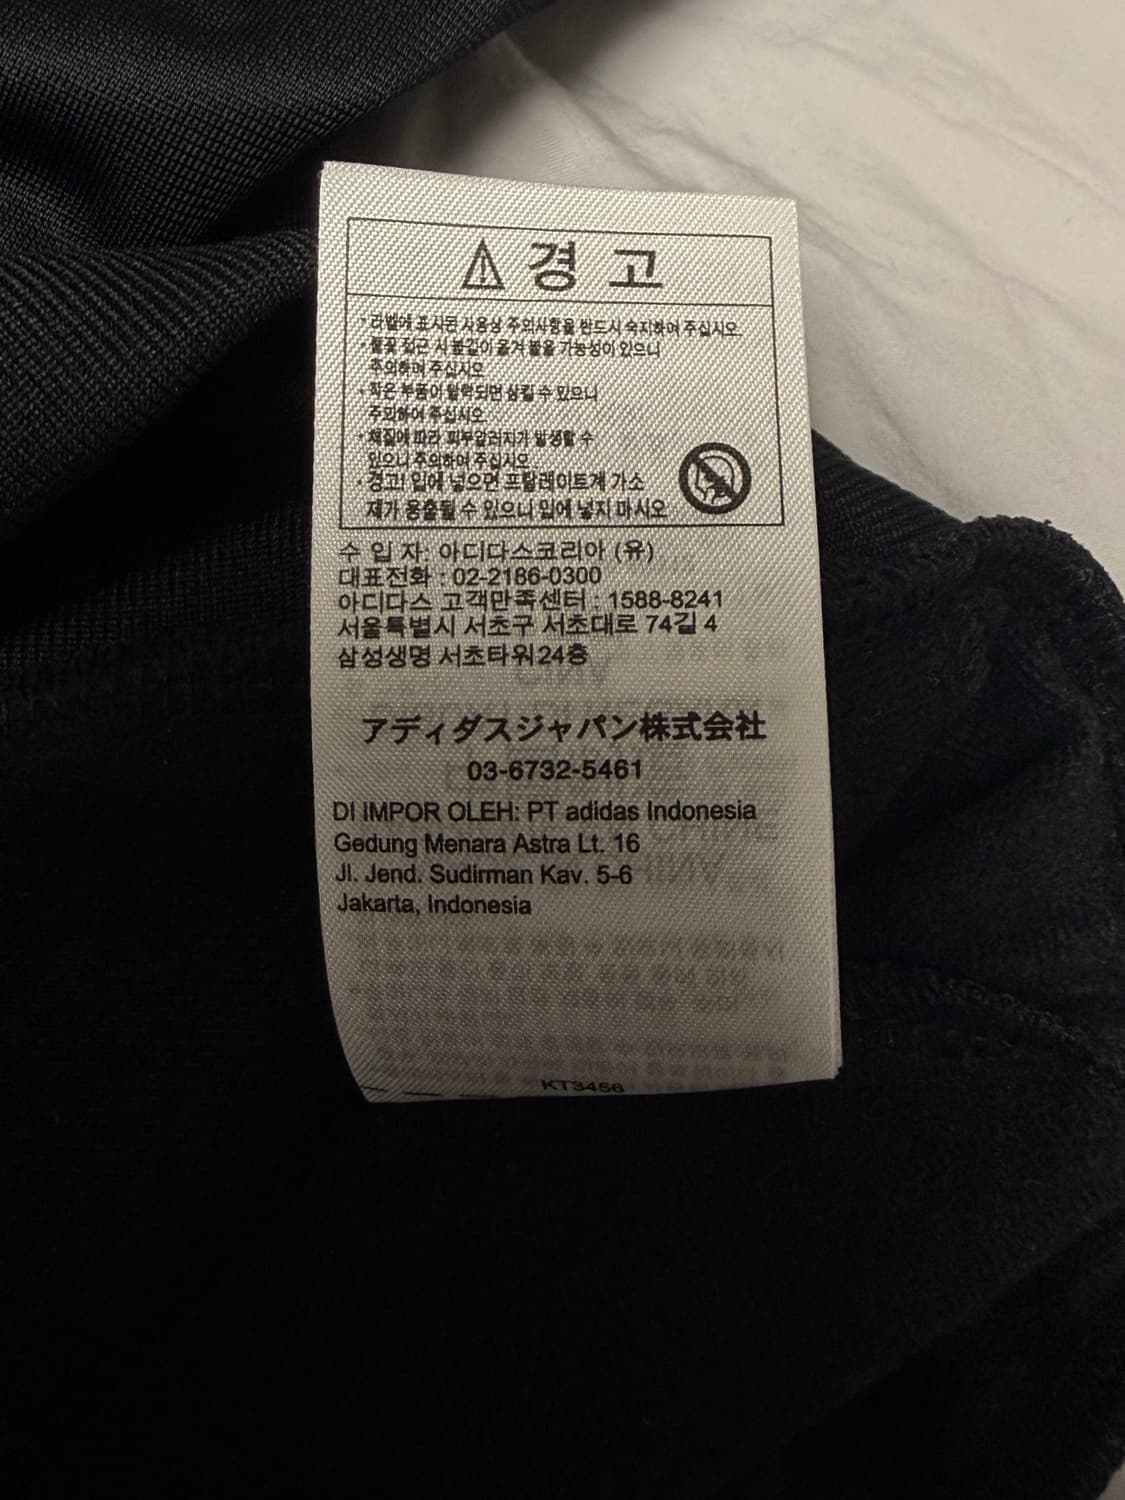 ⚠ 경 고
• 라벨에 표시된 사용상 주의사항을 반드시 숙지하여 주십시오.
• 불꽃 접근 시 불길이 옮겨 붙을 가능성이 있으니
주의하여 주십시오
• 작은 부품이 탈락되면 삼킬 수 있으니
주의하여 주십시오
• 재질에 따라 피부알러지가 발생할 수
있으니 주의하여 주십시오
• 경고! 입에 넣으면 프탈레이트계 가소
제가 용출될 수 있으니 입에 넣지 마시오
수 입 자: 아디다스코리아 (유)
대표전화 : 02-2186-0300
아디다스 고객만족센터 : 1588-8241
서울특별시 서초구 서초대로 74길 4
삼성생명 서초타워24층
アディダスジャパン株式会社
03-6732-5461
DI IMPOR OLEH: PT adidas Indonesia
Gedung Menara Astra Lt. 16
Jl. Jend. Sudirman Kav. 5-6
Jakarta, Indonesia
KT3456